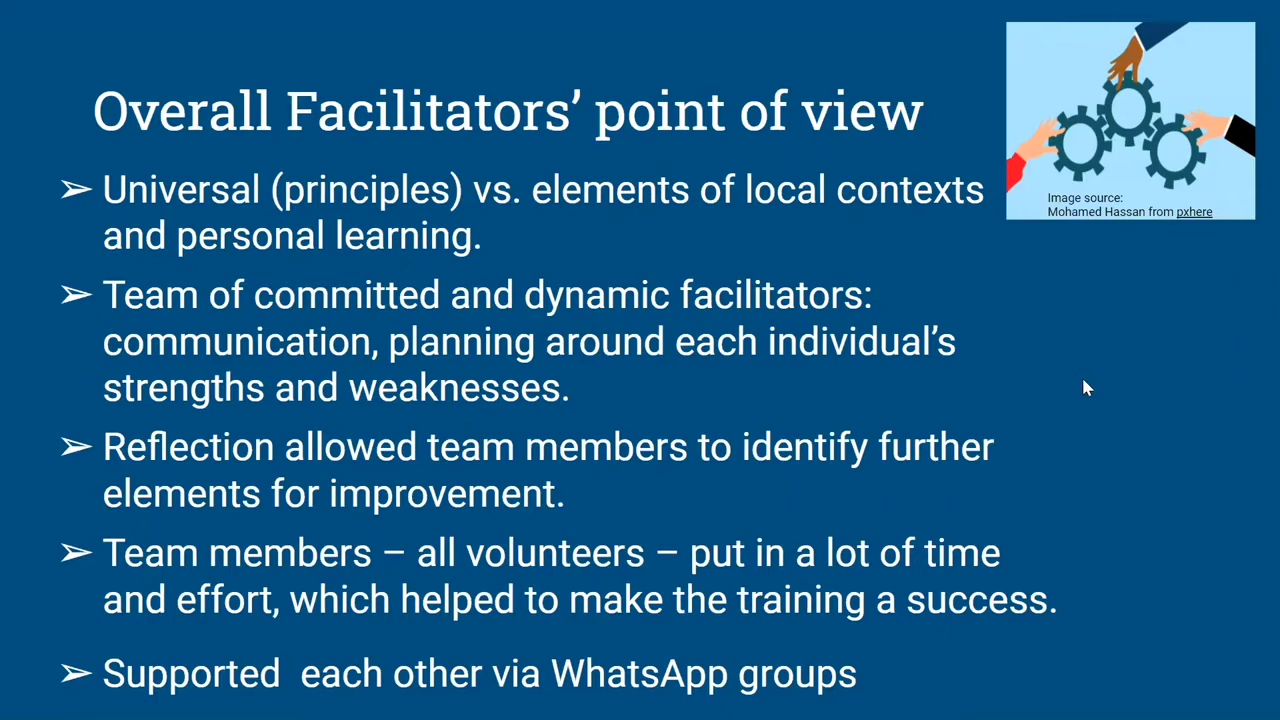 Overall Facilitators’ point of view
Image source:
Mohamed Hassan from pxhere
➢ Universal (principles) vs. elements of local contexts
and personal learning.
➢ Team of committed and dynamic facilitators:
communication, planning around each individual’s
strengths and weaknesses.
➢ Reflection allowed team members to identify further
elements for improvement.
➢ Team members – all volunteers – put in a lot of time
and effort, which helped to make the training a success.
➢ Supported  each other via WhatsApp groups